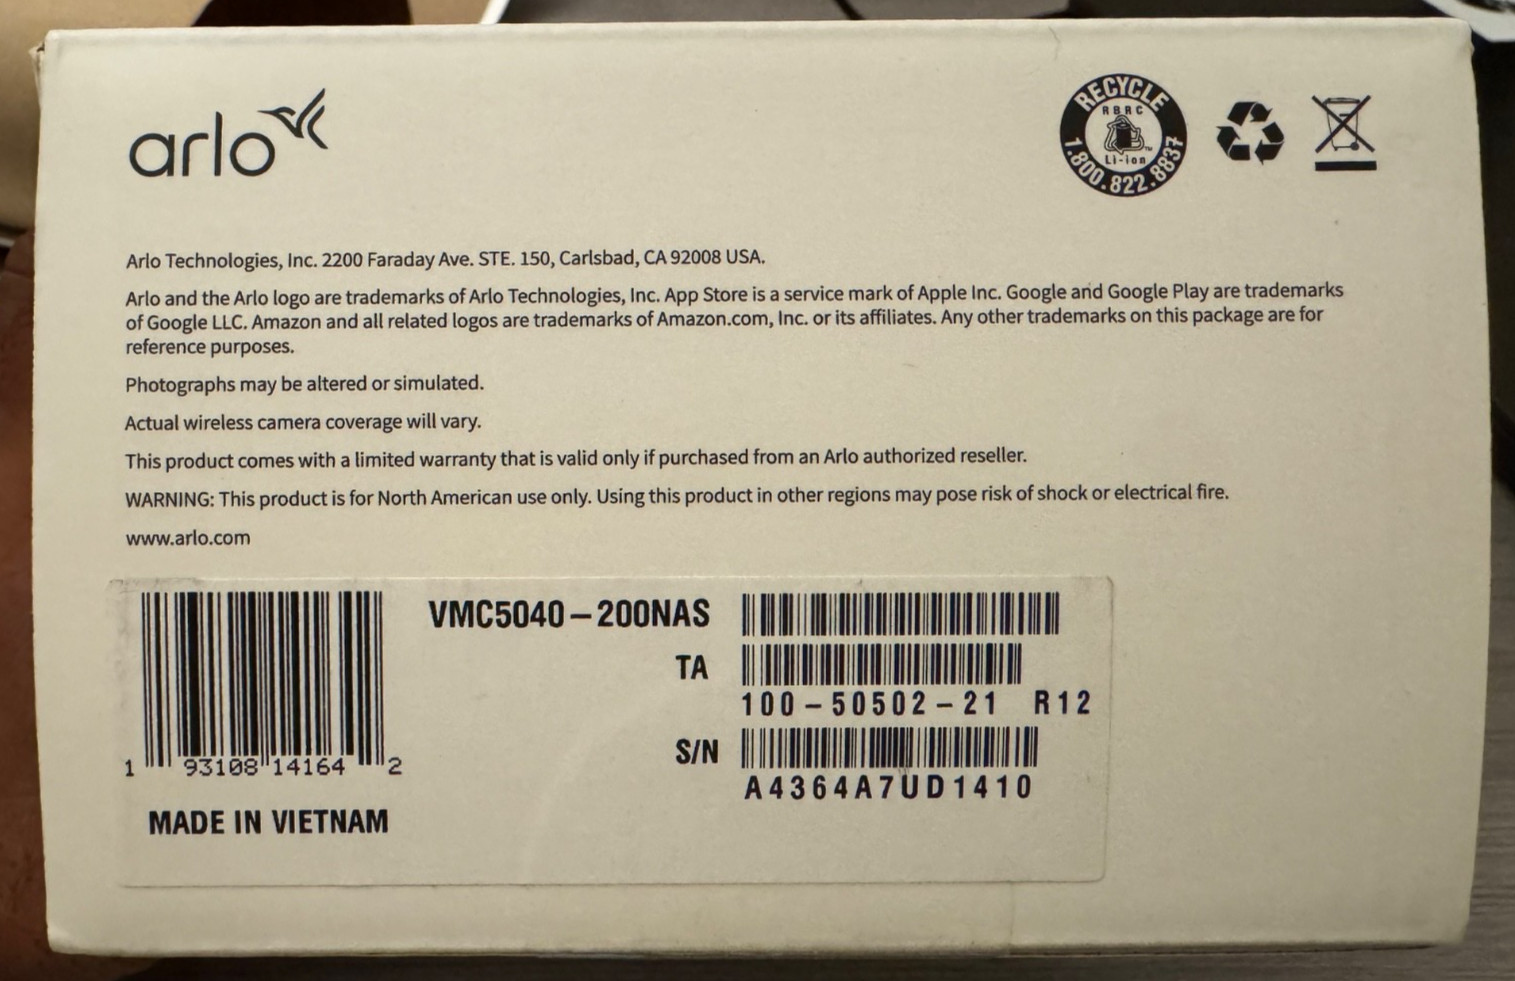 arlo
RECYCLE
RBRC
Li-ion
1.800.822.8837
Arlo Technologies, Inc. 2200 Faraday Ave. STE. 150, Carlsbad, CA 92008 USA.
Arlo and the Arlo logo are trademarks of Arlo Technologies, Inc. App Store is a service mark of Apple Inc. Google and Google Play are trademarks
of Google LLC. Amazon and all related logos are trademarks of Amazon.com, Inc. or its affiliates. Any other trademarks on this package are for
reference purposes.
Photographs may be altered or simulated.
Actual wireless camera coverage will vary.
This product comes with a limited warranty that is valid only if purchased from an Arlo authorized reseller.
WARNING: This product is for North American use only. Using this product in other regions may pose risk of shock or electrical fire.
www.arlo.com
VMC5040-200NAS
TA
100-50502-21 R12
S/N
A4364A7UD1410
1 93108 14164 2
MADE IN VIETNAM